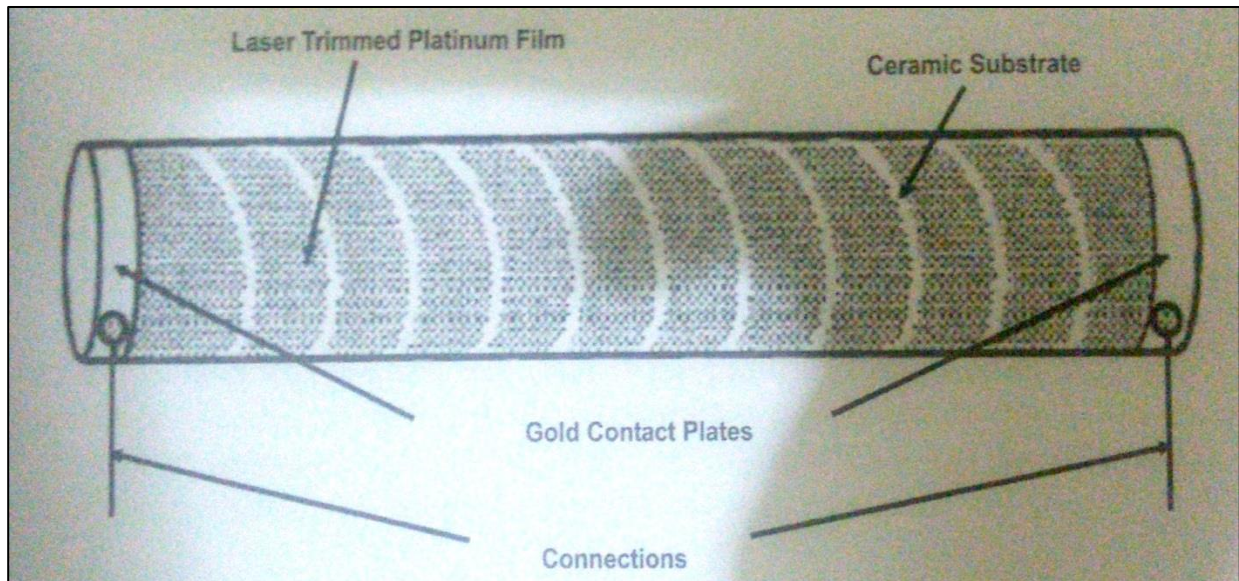 Laser Trimmed Platinum Film
Ceramic Substrate
Gold Contact Plates
Connections